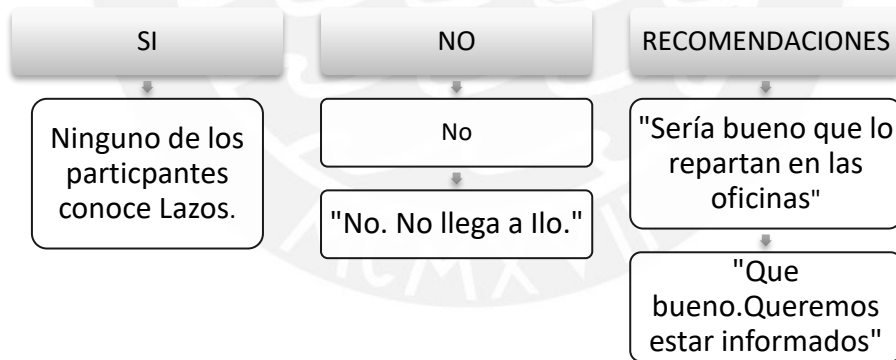 SI
Ninguno de los
particpantes
conoce Lazos.
NO
No
"No. No llega a Ilo."
RECOMENDACIONES
"Sería bueno que lo
repartan en las
oficinas"
"Que
bueno.Queremos
estar informados"